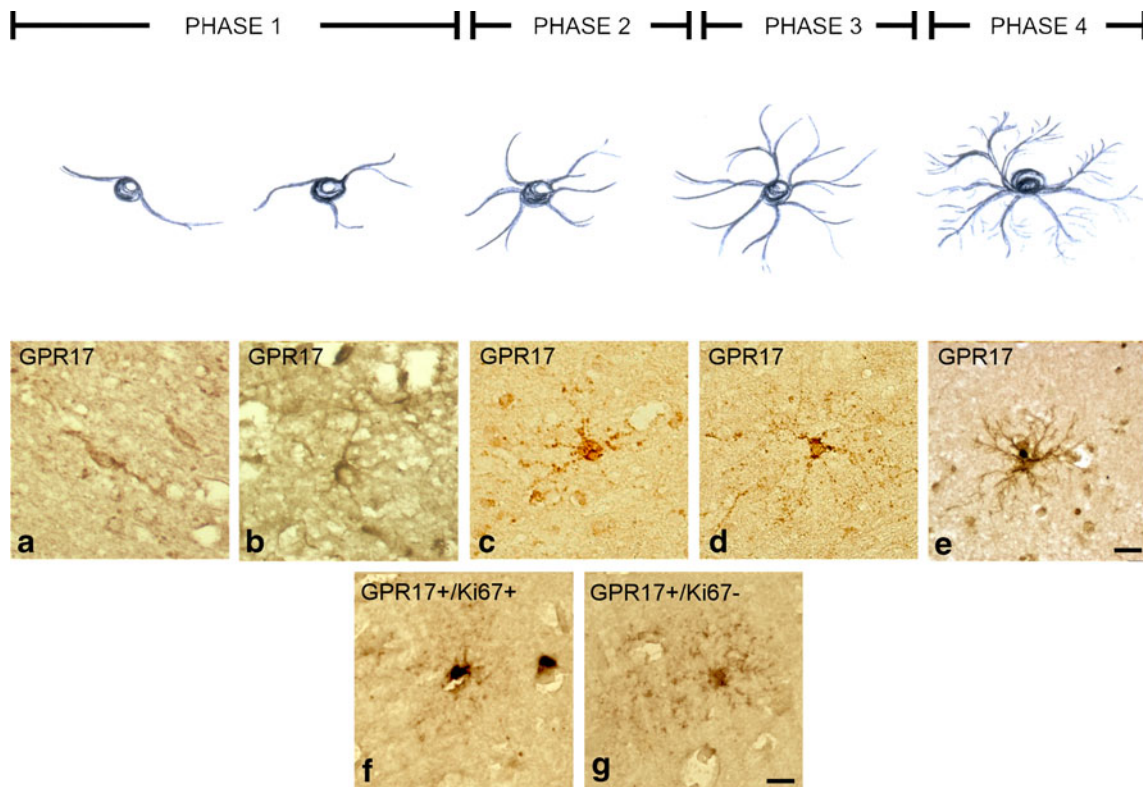 PHASE 1 PHASE 2 PHASE 3 PHASE 4
GPR17 GPR17 GPR17 GPR17 GPR17
a b c d e
GPR17+/Ki67+ GPR17+/Ki67-
f g